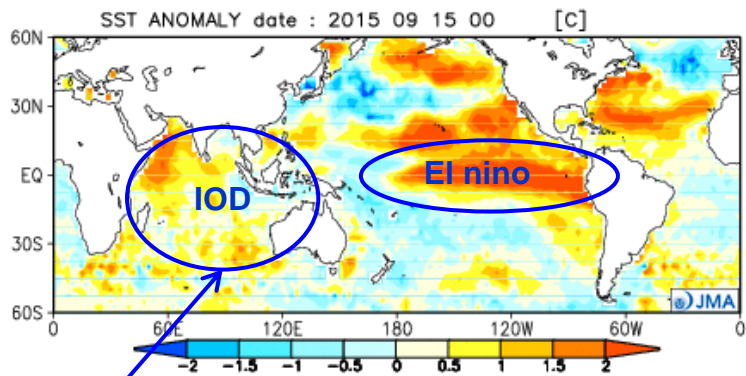 SST ANOMALY date : 2015 09 15 00 [C]
60N
30N
EQ
30S
60S
IOD
El nino
JMA
0 60E 120E 180 120W 60W 0
-2 -1.5 -1 -0.5 0 0.5 1 1.5 2